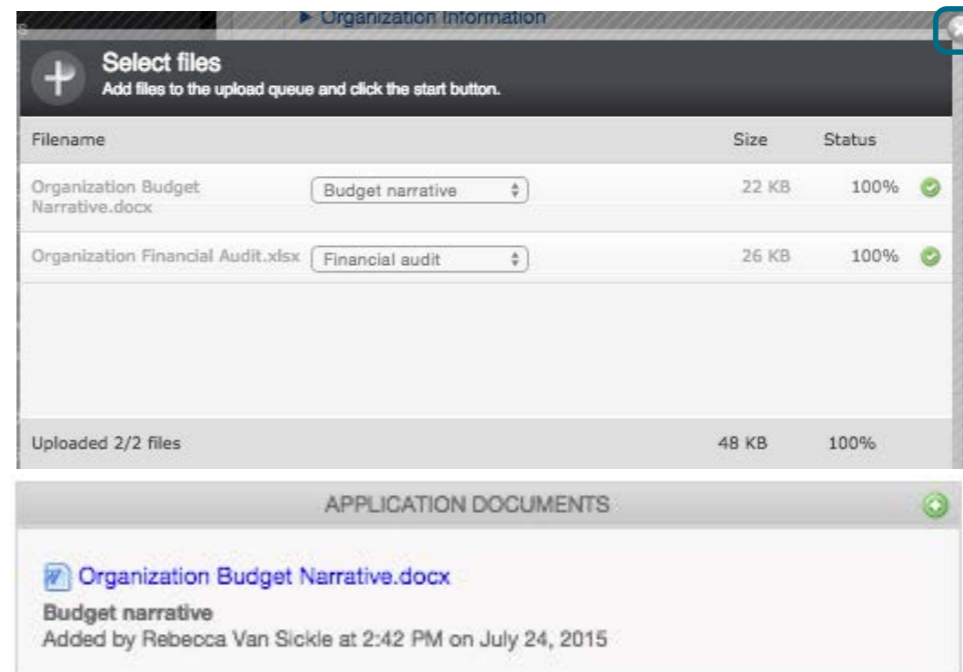 ▶ Organization Information
Select files
Add files to the upload queue and click the start button.
Filename Size Status
Organization Budget
Narrative.docx Budget narrative 22 KB 100%
Organization Financial Audit.xlsx Financial audit 26 KB 100%
Uploaded 2/2 files 48 KB 100%
APPLICATION DOCUMENTS
Organization Budget Narrative.docx
Budget narrative
Added by Rebecca Van Sickle at 2:42 PM on July 24, 2015